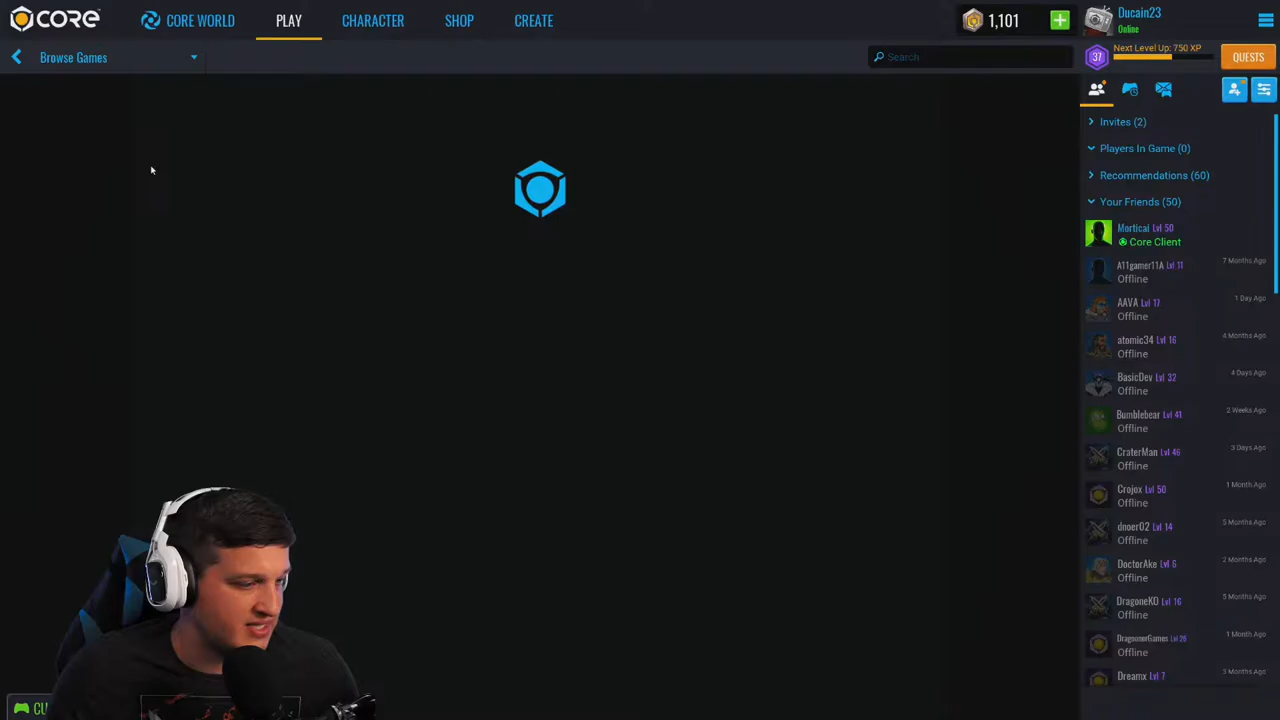 CORE
CORE WORLD
PLAY
CHARACTER
SHOP
CREATE
1,101
Ducain23
Online
Browse Games
Search
37
Next Level Up: 750 XP
QUESTS
Invites (2)
Players In Game (0)
Recommendations (60)
Your Friends (50)
Morticai Lvl 50
Core Client
A11gamer11A Lvl 11
7 Months Ago
Offline
AAVA Lvl 17
1 Day Ago
Offline
atomic34 Lvl 16
4 Months Ago
Offline
BasicDev Lvl 32
4 Days Ago
Offline
Bumblebear Lvl 41
2 Weeks Ago
Offline
CraterMan Lvl 46
3 Days Ago
Offline
Crojox Lvl 50
1 Month Ago
Offline
dnoer02 Lvl 14
5 Months Ago
Offline
DoctorAke Lvl 6
2 Months Ago
Offline
DragoneKO Lvl 16
5 Months Ago
Offline
DragoonerGames Lvl 26
1 Month Ago
Offline
Dreamx Lvl 7
3 Months Ago
CU